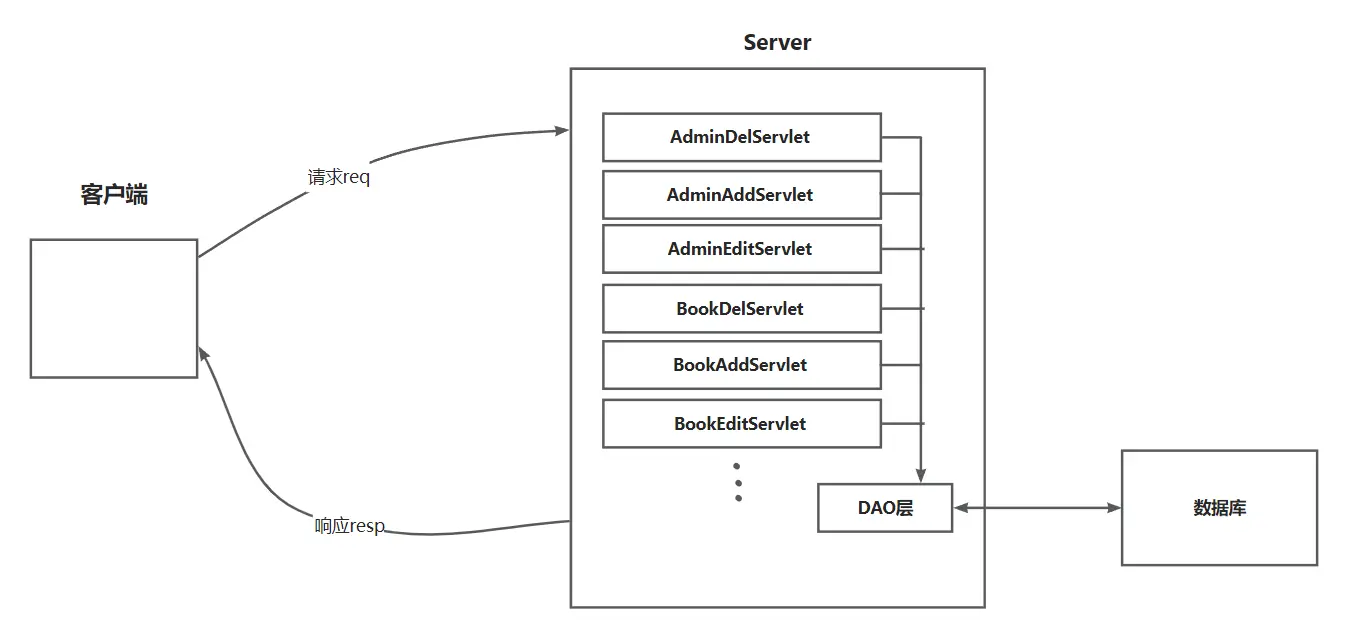 Server
客户端
请求req
响应resp
AdminDelServlet
AdminAddServlet
AdminEditServlet
BookDelServlet
BookAddServlet
BookEditServlet
DAO层
数据库